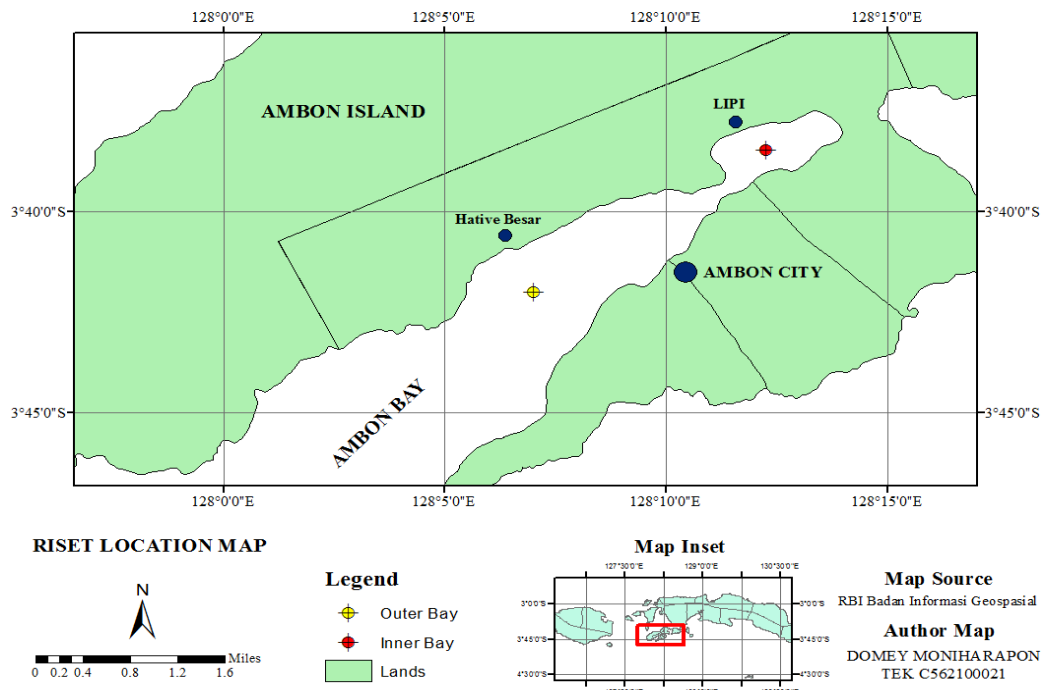 128°0'0"E 128°5'0"E 128°10'0"E 128°15'0"E
AMBON ISLAND
LIPI
3°40'0"S 3°40'0"S
Hative Besar
AMBON CITY
AMBON BAY
3°45'0"S 3°45'0"S
128°0'0"E 128°5'0"E 128°10'0"E 128°15'0"E
RISET LOCATION MAP
N
Miles
0 0.2 0.4 0.8 1.2 1.6
Legend
Outer Bay
Inner Bay
Lands
Map Inset
127°30'0"E 129°0'0"E 130°30'0"E
3°0'0"S 3°0'0"S
3°45'0"S 3°45'0"S
4°30'0"S 4°30'0"S
Map Source
RBI Badan Informasi Geospasial
Author Map
DOMEY MONIHARAPON
TEK C562100021